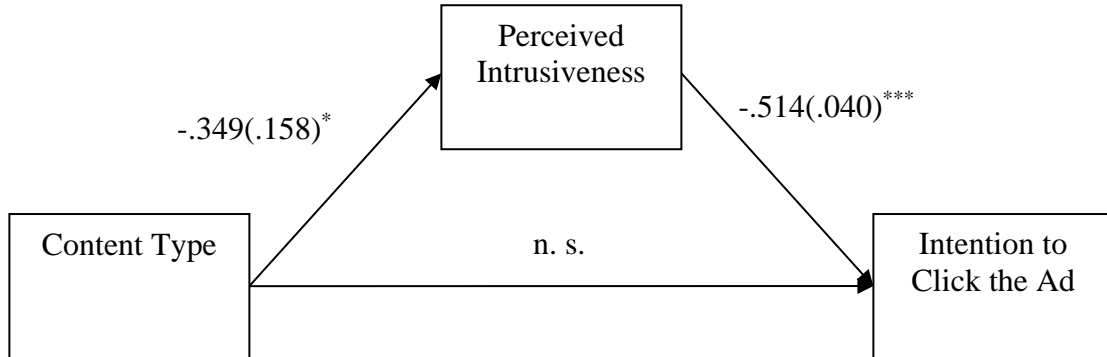 Perceived
Intrusiveness
-.349(.158)*
-.514(.040)***
Content Type
n. s.
Intention to
Click the Ad